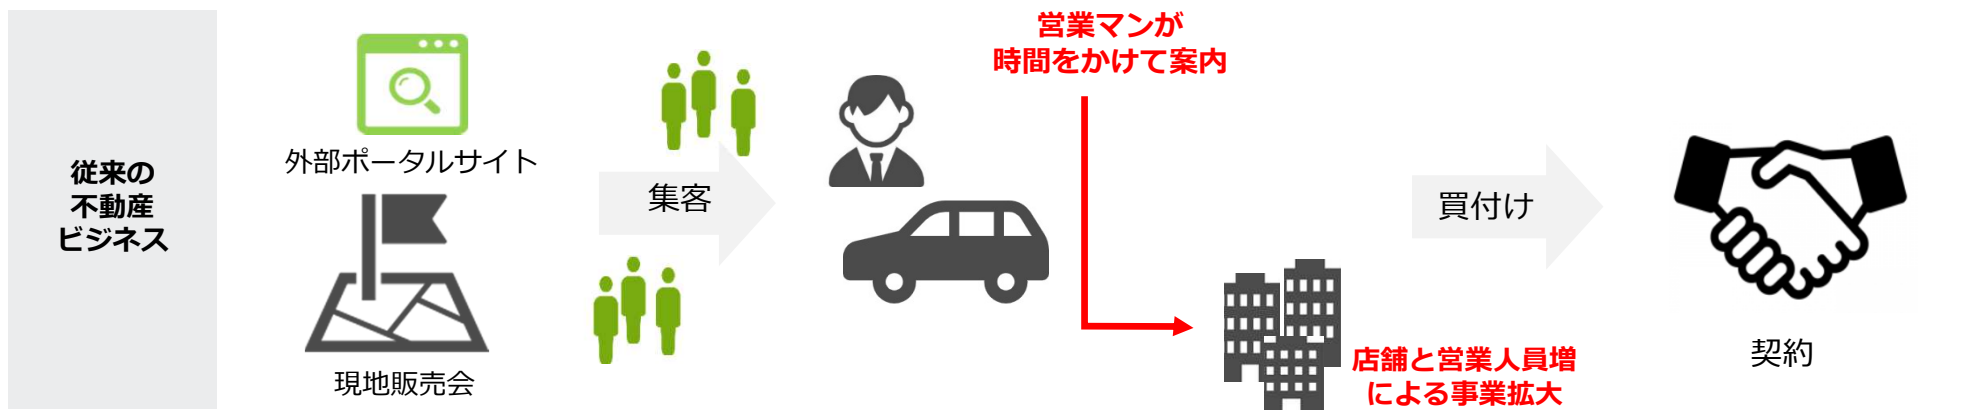 従来の
不動産
ビジネス
外部ポータルサイト
現地販売会
集客
営業マンが
時間をかけて案内
店舗と営業人員増
による事業拡大
買付け
契約